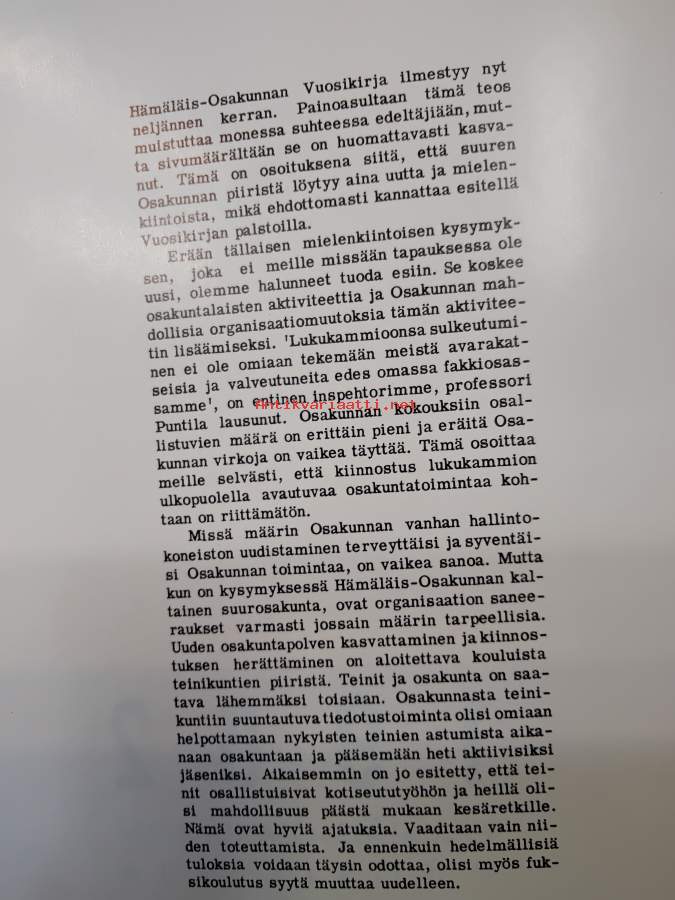 Hämäläis-Osakunnan Vuosikirja ilmestyy nyt
neljännen kerran. Painoasultaan tämä teos
muistuttaa monessa suhteessa edeltäjiään, mut-
ta sivumäärältään se on huomattavasti kasva-
nut. Tämä on osoituksena siitä, että suuren
Osakunnan piiristä löytyy aina uutta ja mielen-
kiintoista, mikä ehdottomasti kannattaa esitellä
Vuosikirjan palstoilla.
Erään tällaisen mielenkiintoisen kysymyk-
sen, joka ei meille missään tapauksessa ole
uusi, olemme halunneet tuoda esiin. Se koskee
osakuntalaisten aktiviteettia ja Osakunnan mah-
dollisia organisaatiomuutoksia tämän aktivitee-
tin lisäämiseksi. 'Lukukammioonsa sulkeutumi-
nen ei ole omiaan tekemään meistä avarakat-
seisia ja valveutuneita edes omassa fakkiosas-
samme', on entinen inspehtorimme, professori
Antikvariaatti.net
Puntila lausunut. Osakunnan kokouksiin osal-
listuvien määrä on erittäin pieni ja eräitä Osa-
kunnan virkoja on vaikea täyttää. Tämä osoittaa
meille selvästi, että kiinnostus lukukammion
ulkopuolella avautuvaa osakuntatoimintaa koh-
taan on riittämätön.
Missä määrin Osakunnan vanhan hallinto-
koneiston uudistaminen terveyttäisi ja syventäi-
si Osakunnan toimintaa, on vaikea sanoa. Mutta
kun on kysymyksessä Hämäläis-Osakunnan kal-
tainen suurosakunta, ovat organisaation sanee-
raukset varmasti jossain määrin tarpeellisia.
Uuden osakuntapolven kasvattaminen ja kiinnos-
tuksen herättäminen on aloitettava kouluista
teinikuntien piiristä. Teinit ja osakunta on saa-
tava lähemmäksi toisiaan. Osakunnasta teini-
kuntiin suuntautuva tiedotustoiminta olisi omiaan
helpottamaan nykyisten teinien astumista aika-
naan osakuntaan ja pääsemään heti aktiivisiksi
jäseniksi. Aikaisemmin on jo esitetty, että tei-
nit osallistuisivat kotiseututyöhön ja heillä oli-
si mahdollisuus päästä mukaan kesäretkille.
Nämä ovat hyviä ajatuksia. Vaaditaan vain nii-
den toteuttamista. Ja ennenkuin hedelmällisiä
tuloksia voidaan täysin odottaa, olisi myös fuk-
sikoulutus syytä muuttaa uudelleen.